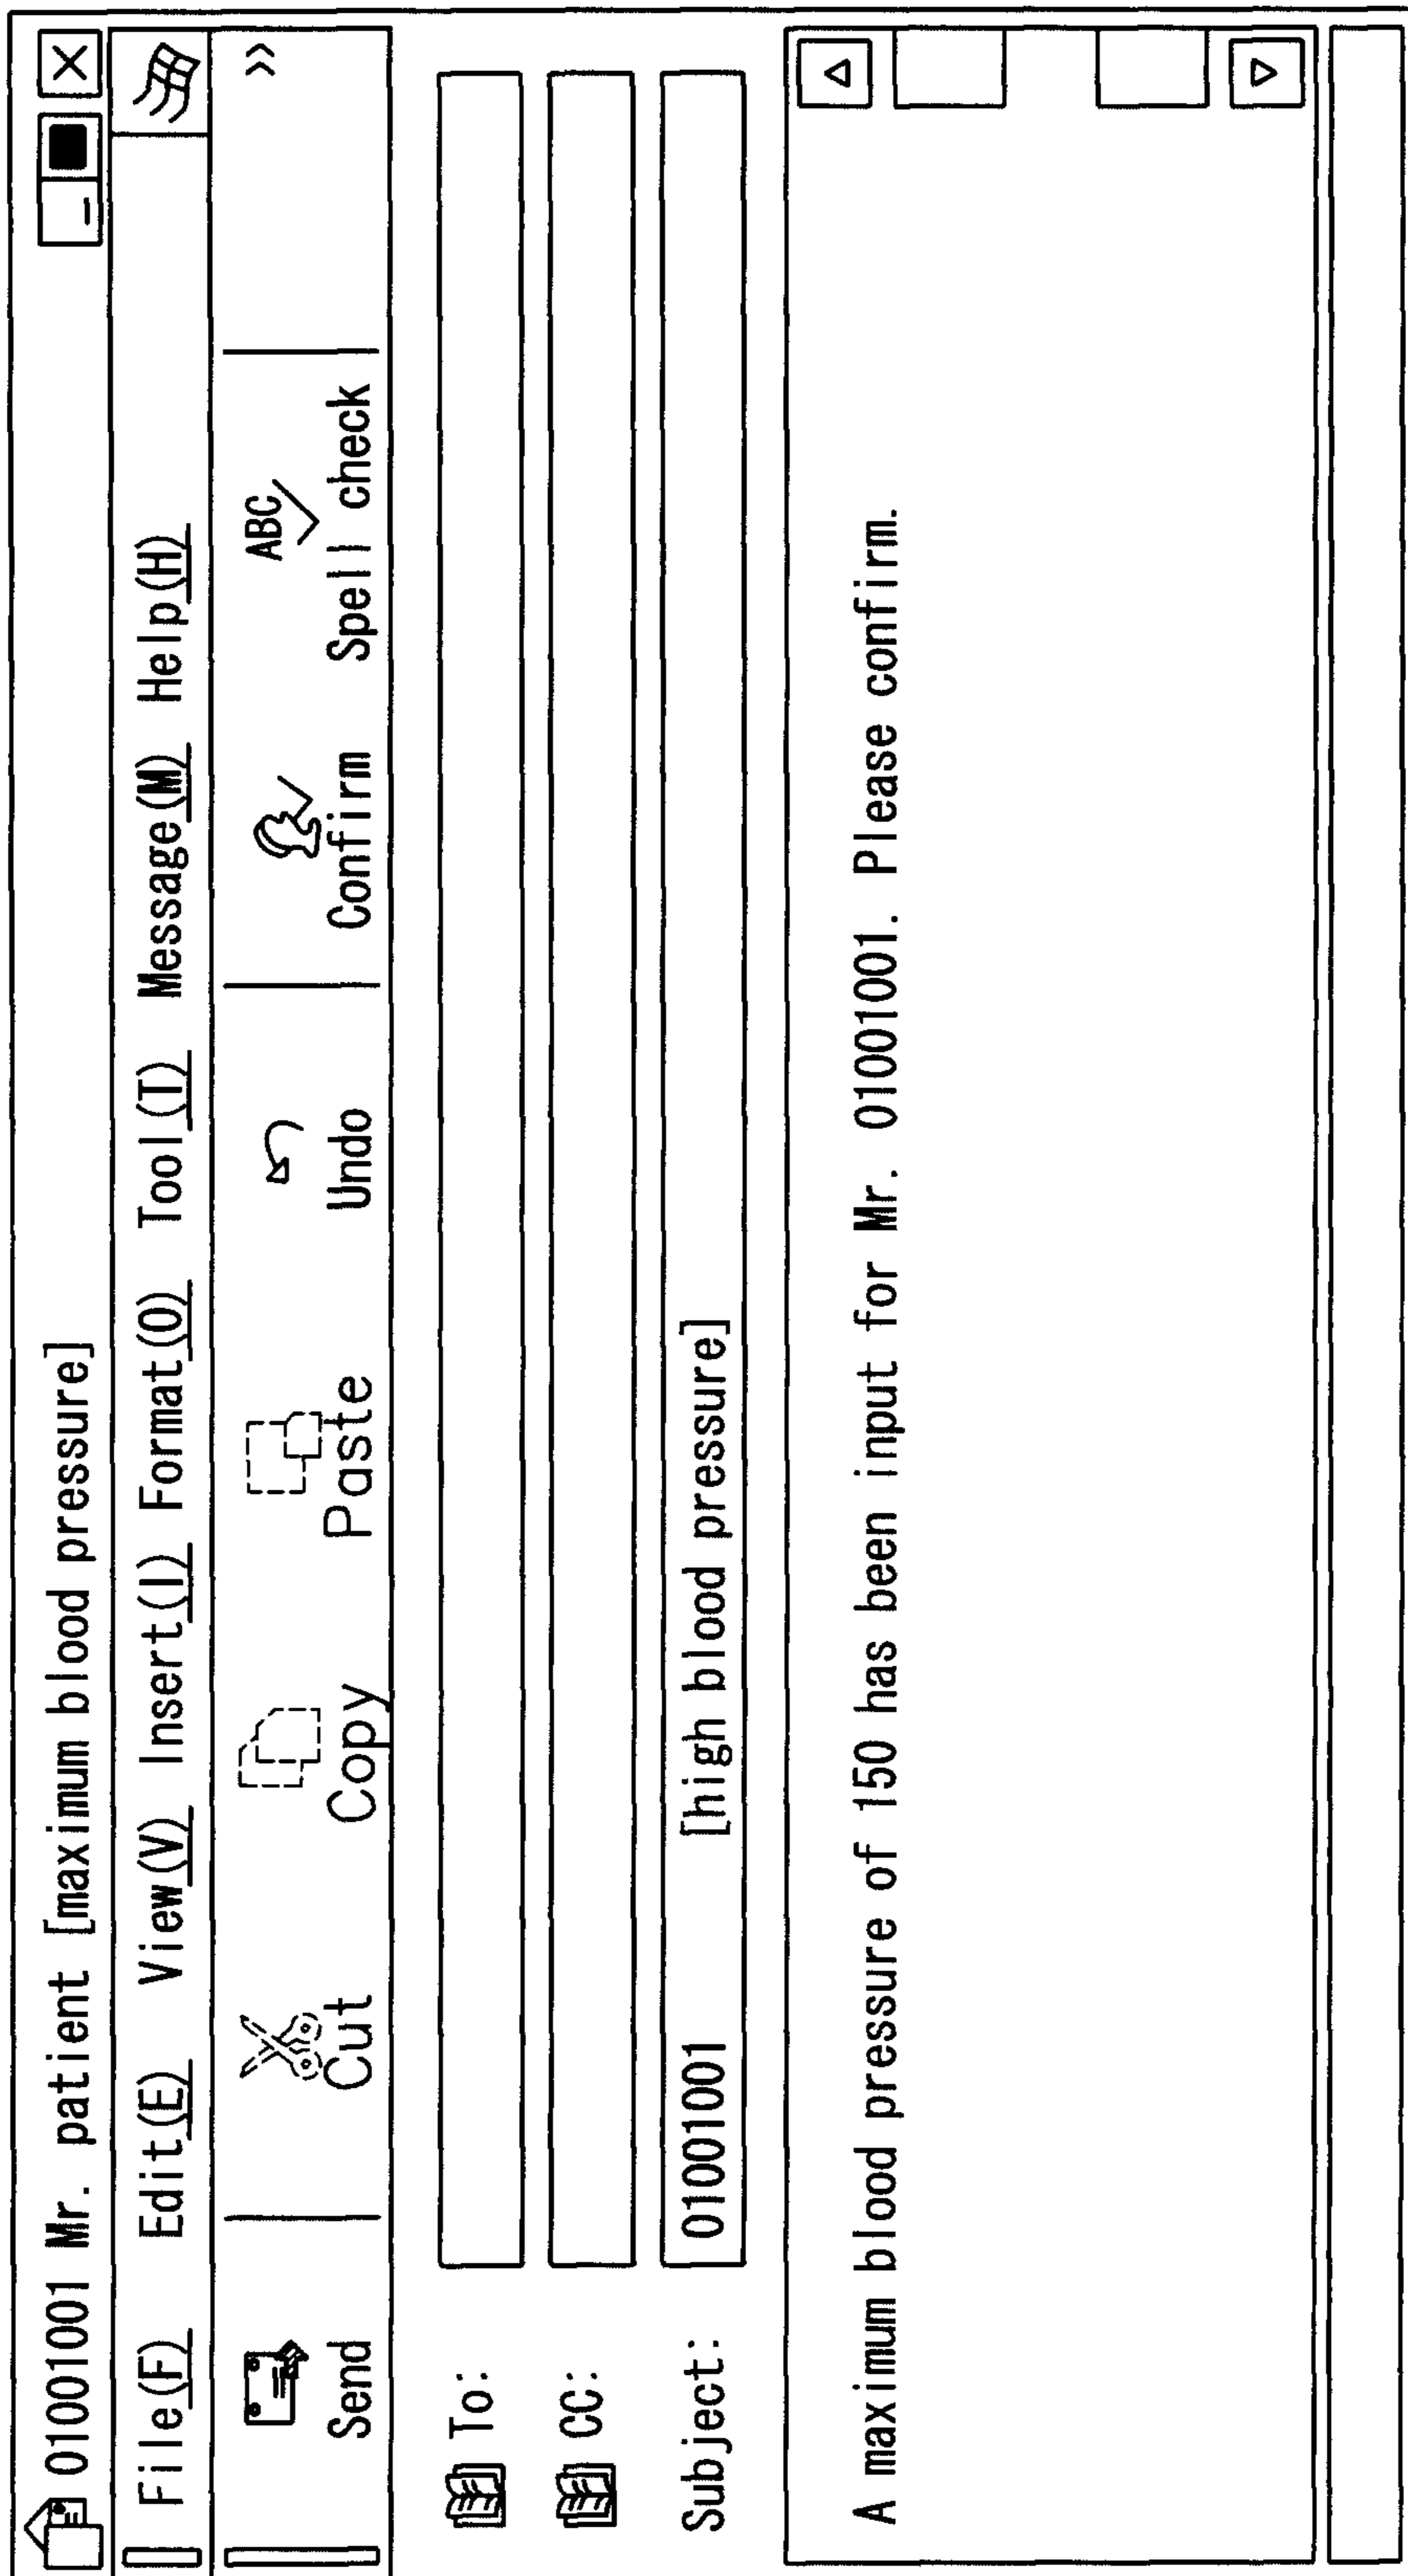 01001001 Mr. patient [maximum blood pressure]
File(F) Edit(E) View(V) Insert(I) Format(O) Tool(T) Message(M) Help(H)
ABC
Send Cut Copy Paste Undo Confirm Spell check
To:
CC:
Subject: 01001001 [high blood pressure]
A maximum blood pressure of 150 has been input for Mr. 01001001. Please confirm.